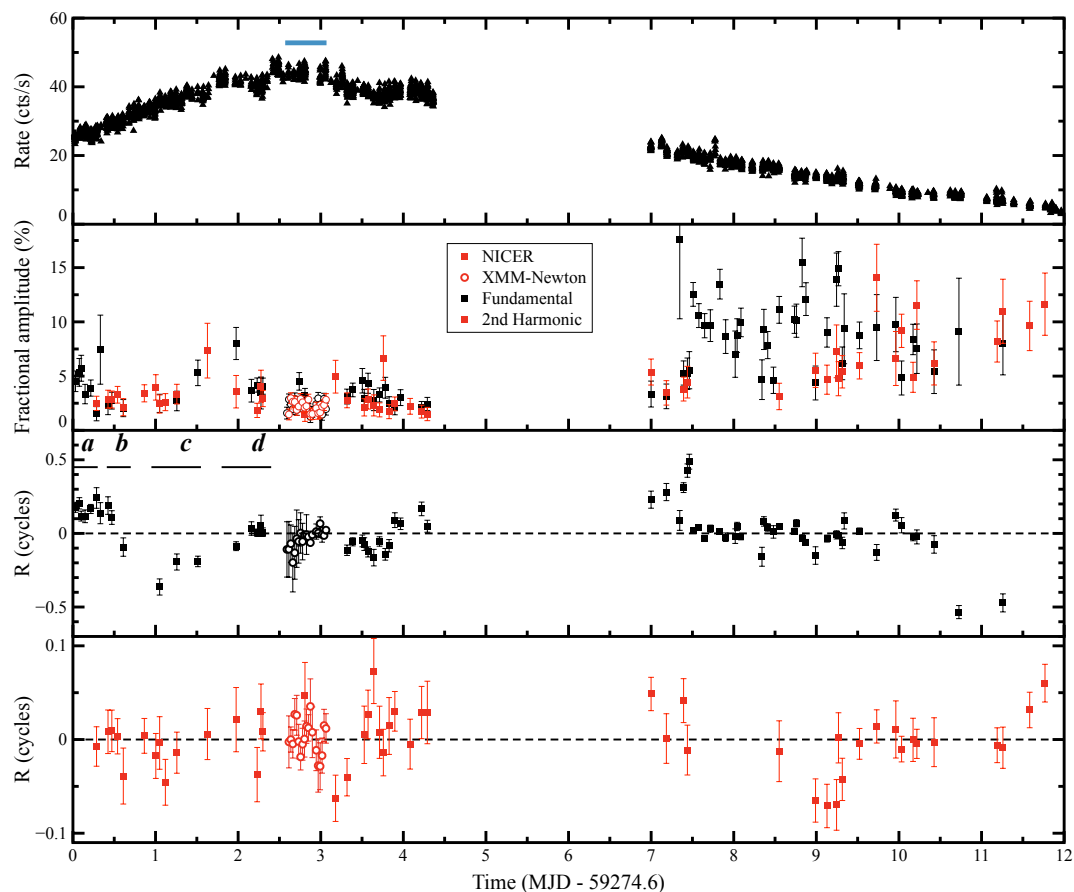 60
40
20
0
Rate (cts/s)
15
10
5
0
Fractional amplitude (%)
NICER
XMM-Newton
Fundamental
2nd Harmonic
a b c d
0.5
0
−0.5
R (cycles)
0.1
0
−0.1
R (cycles)
0 1 2 3 4 5 6 7 8 9 10 11 12
Time (MJD - 59274.6)